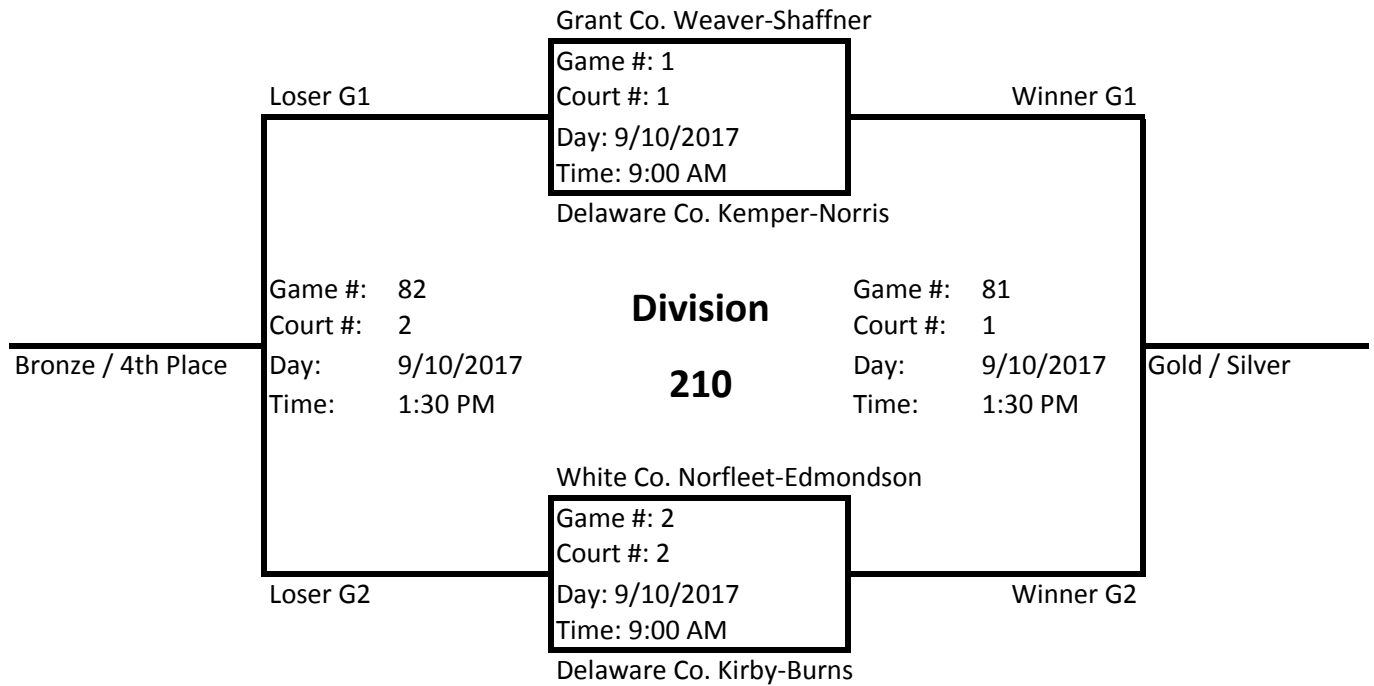 Grant Co. Weaver-Shaffner
Game #: 1
Court #: 1
Day: 9/10/2017
Time: 9:00 AM
Delaware Co. Kemper-Norris
Loser G1
Winner G1
Game #: 82
Court #: 2
Day: 9/10/2017
Time: 1:30 PM
Bronze / 4th Place
Division
210
Game #: 81
Court #: 1
Day: 9/10/2017
Time: 1:30 PM
Gold / Silver
White Co. Norfleet-Edmondson
Game #: 2
Court #: 2
Day: 9/10/2017
Time: 9:00 AM
Delaware Co. Kirby-Burns
Loser G2
Winner G2